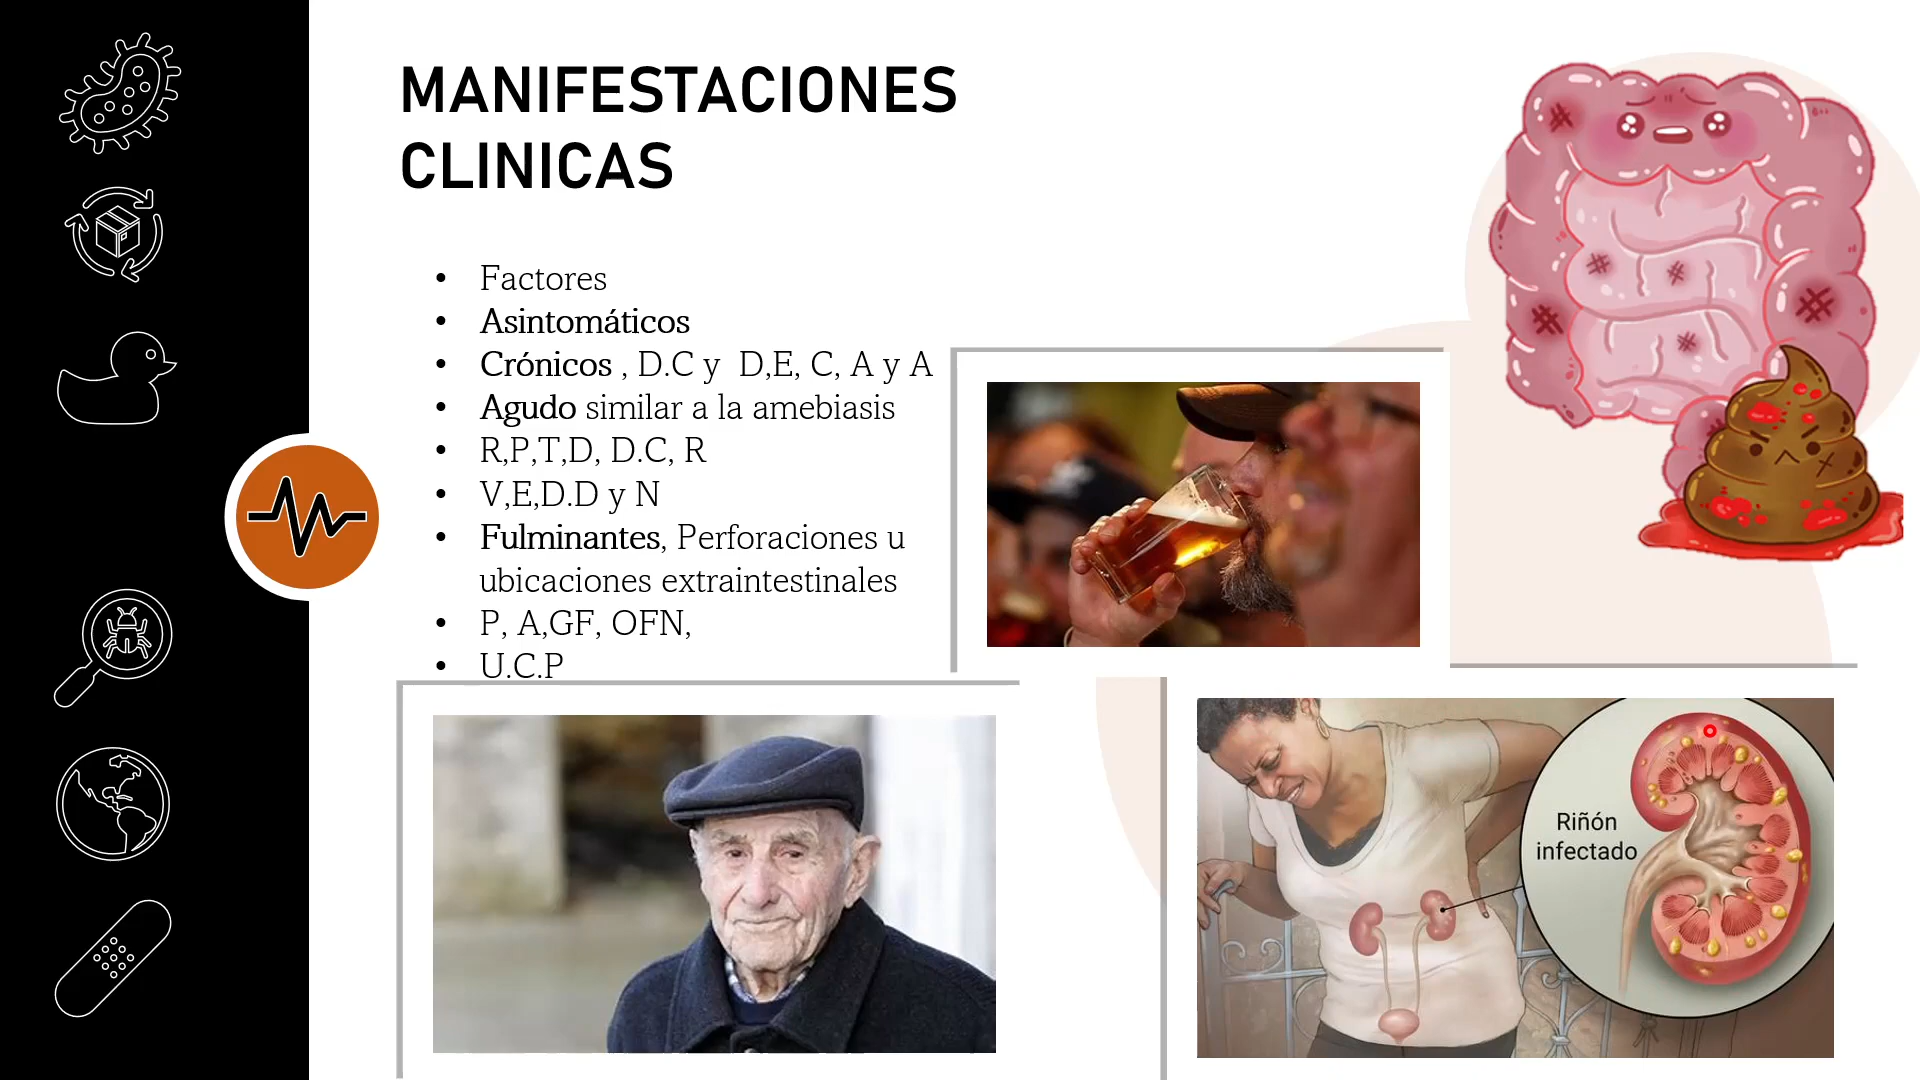 MANIFESTACIONES
CLINICAS
• Factores
• Asintomáticos
• Crónicos , D.C y D,E, C, A y A
• Agudo similar a la amebiasis
• R,P,T,D, D.C, R
• V,E,D.D y N
• Fulminantes, Perforaciones u
ubicaciones extraintestinales
• P, A,GF, OFN,
• U.C.P
Riñón
infectado